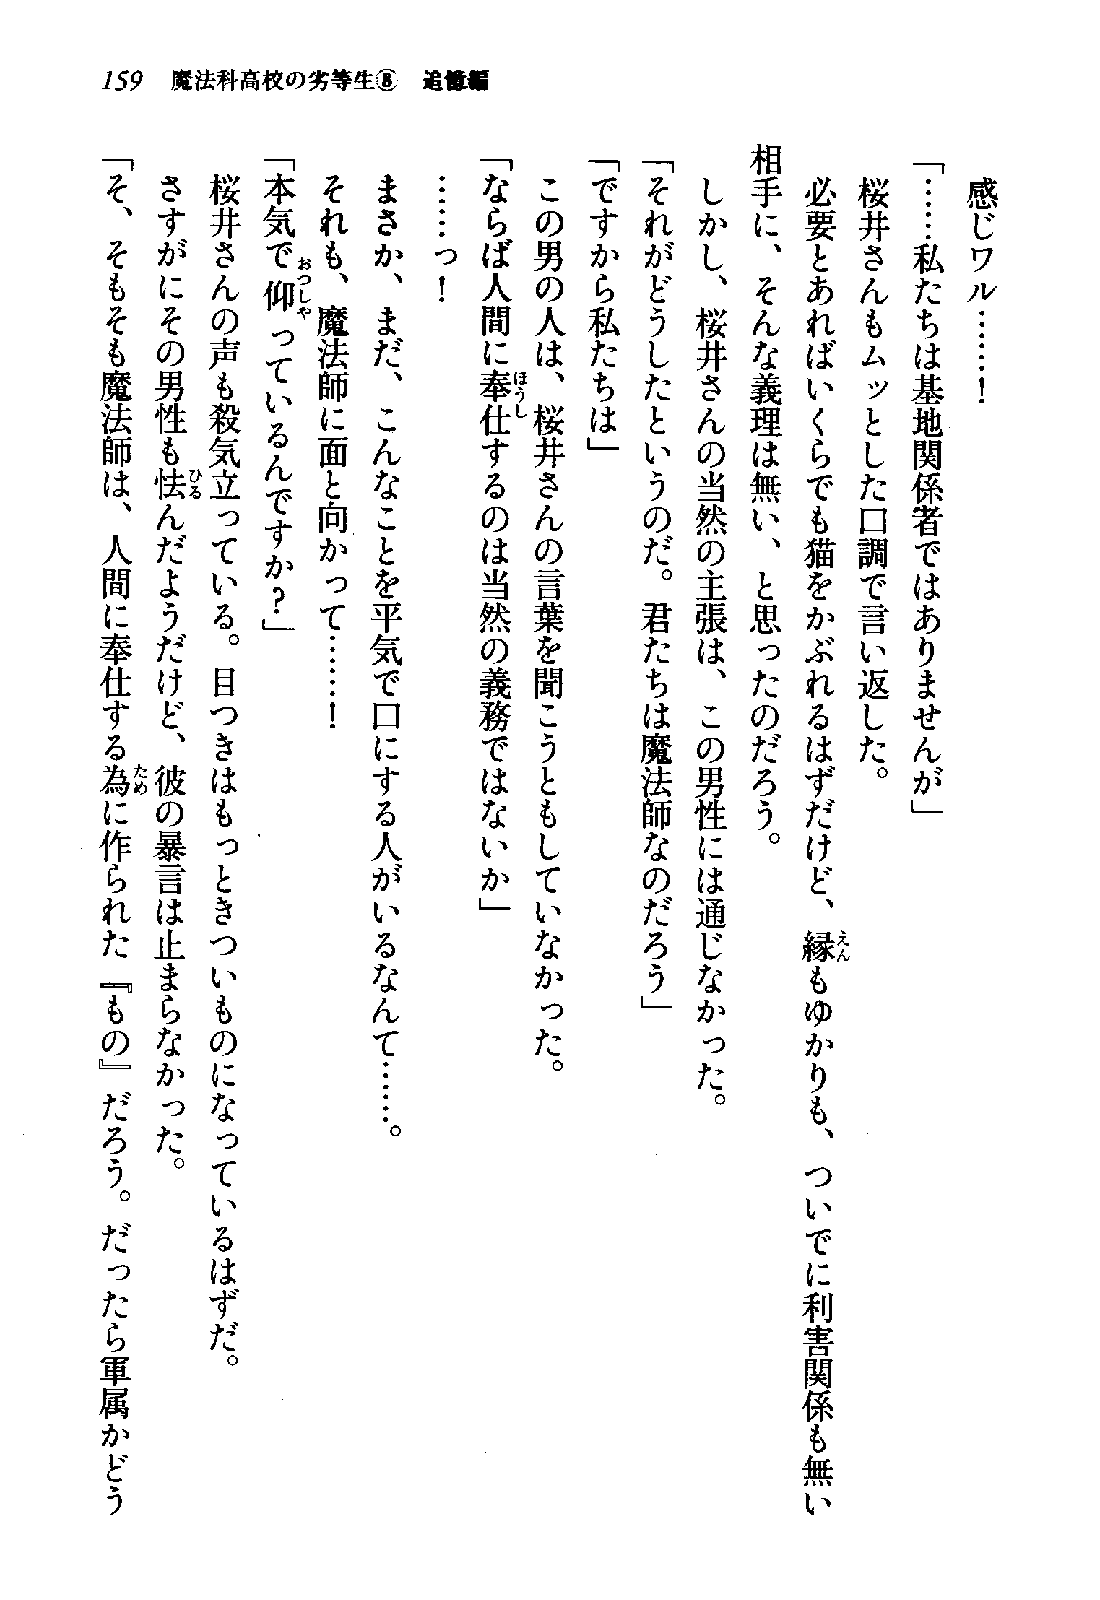 159 魔法科高校の劣等生⑧ 追憶編
感じワル……！
「……私たちは基地関係者ではありませんが」
桜井さんもムッとした口調で言い返した。
必要とあればいくらでも猫をかぶれるはずだけど、縁もゆかりも、ついでに利害関係も無い
相手に、そんな義理は無い、と思ったのだろう。
しかし、桜井さんの当然の主張は、この男性には通じなかった。
「それがどうしたというのだ。君たちは魔法師なのだろう」
「ですから私たちは」
この男の人は、桜井さんの言葉を聞こうともしていなかった。
「ならば人間に奉仕するのは当然の義務ではないか」
……っ！
まさか、まだ、こんなことを平気で口にする人がいるなんて……。
それも、魔法師に面と向かって……！
「本気で仰っているんですか？」
桜井さんの声も殺気立っている。目つきはもっときついものになっているはずだ。
さすがにその男性も怯んだようだけど、彼の暴言は止まらなかった。
「そ、そもそも魔法師は、人間に奉仕する為に作られた『もの』だろう。だったら軍属かどう